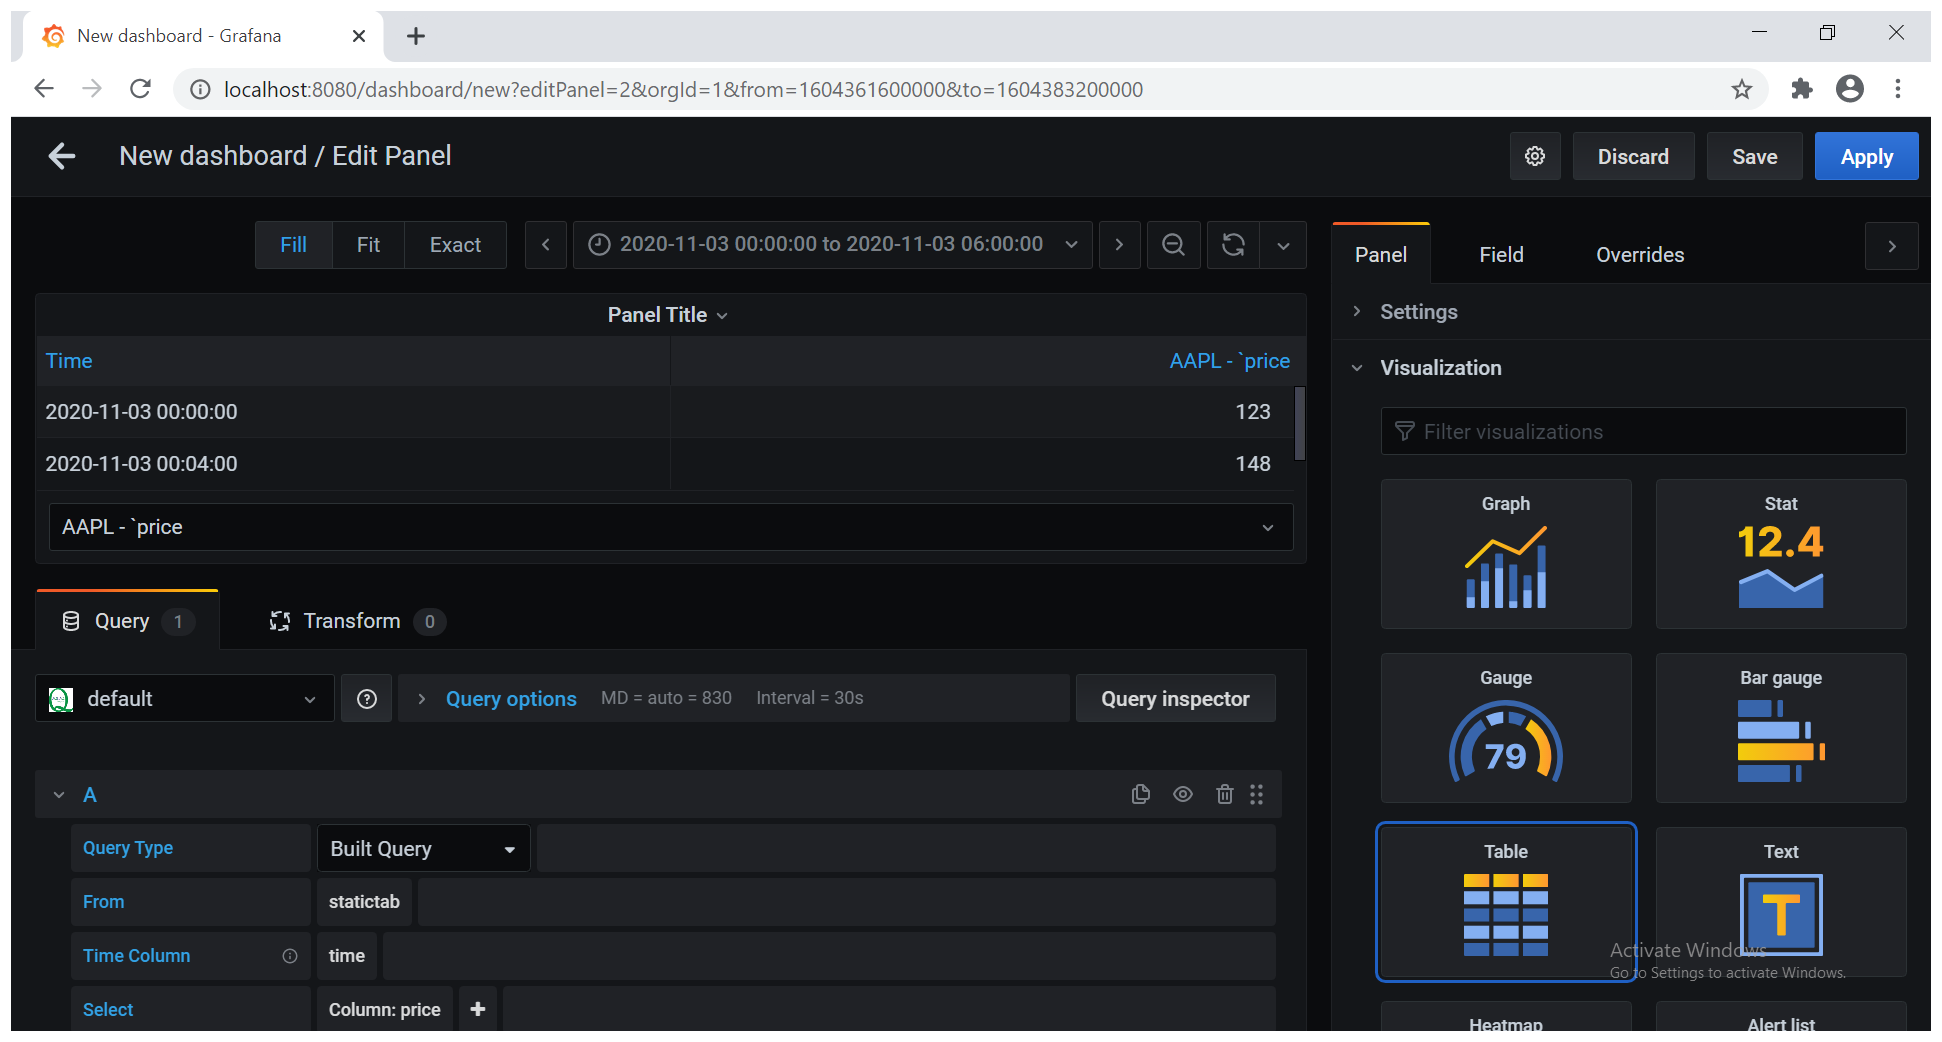 New dashboard - Grafana
localhost:8080/dashboard/new?editPanel=2&orgId=1&from=1604361600000&to=1604383200000
New dashboard / Edit Panel
Discard
Save
Apply
Fill
Fit
Exact
2020-11-03 00:00:00 to 2020-11-03 06:00:00
Panel
Field
Overrides
Panel Title
Time
AAPL - `price
2020-11-03 00:00:00
123
2020-11-03 00:04:00
148
AAPL - `price
Query
1
Transform
0
default
Query options
MD = auto = 830
Interval = 30s
Query inspector
A
Query Type
Built Query
From
statictab
Time Column
time
Select
Column: price
Settings
Visualization
Filter visualizations
Graph
Stat
12.4
Gauge
79
Bar gauge
Table
Text
T
Activate Windows
Go to Settings to activate Windows.
Heatmap
Alert list